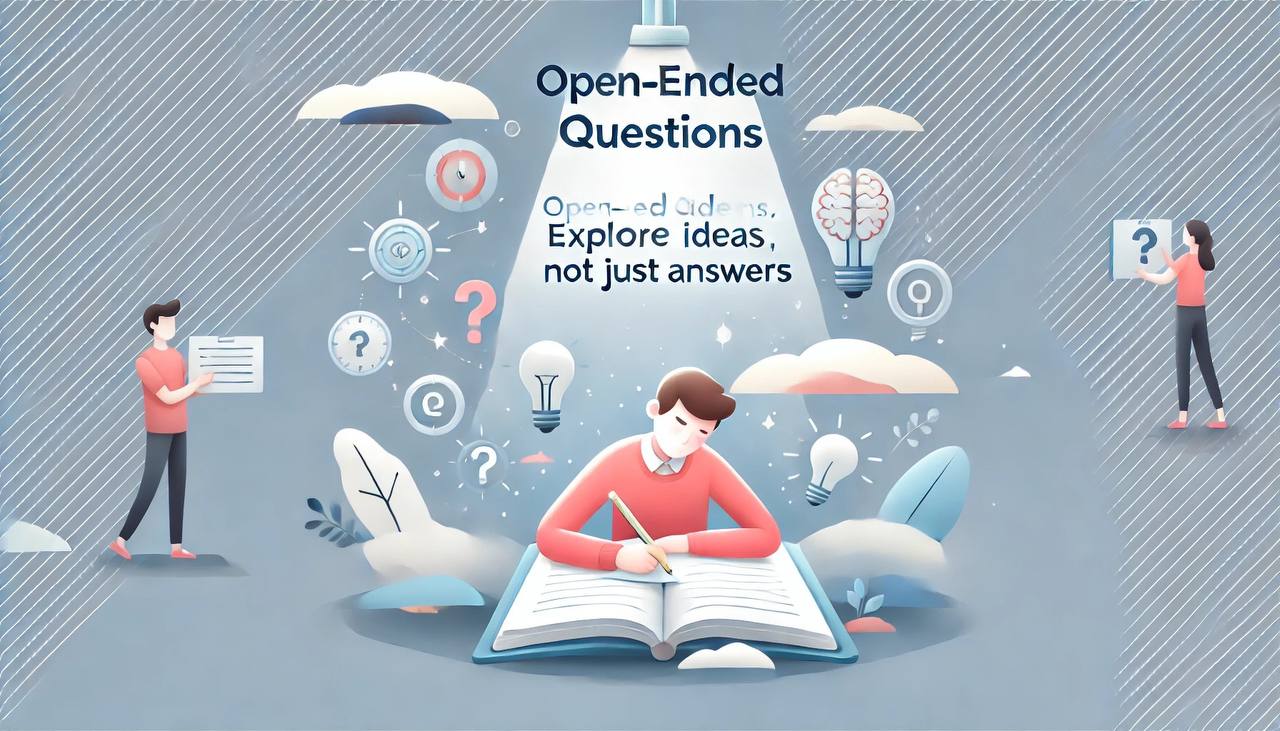 Open-Ended
Questions
Explore ideas,
not just answers
?
?
?
e
?